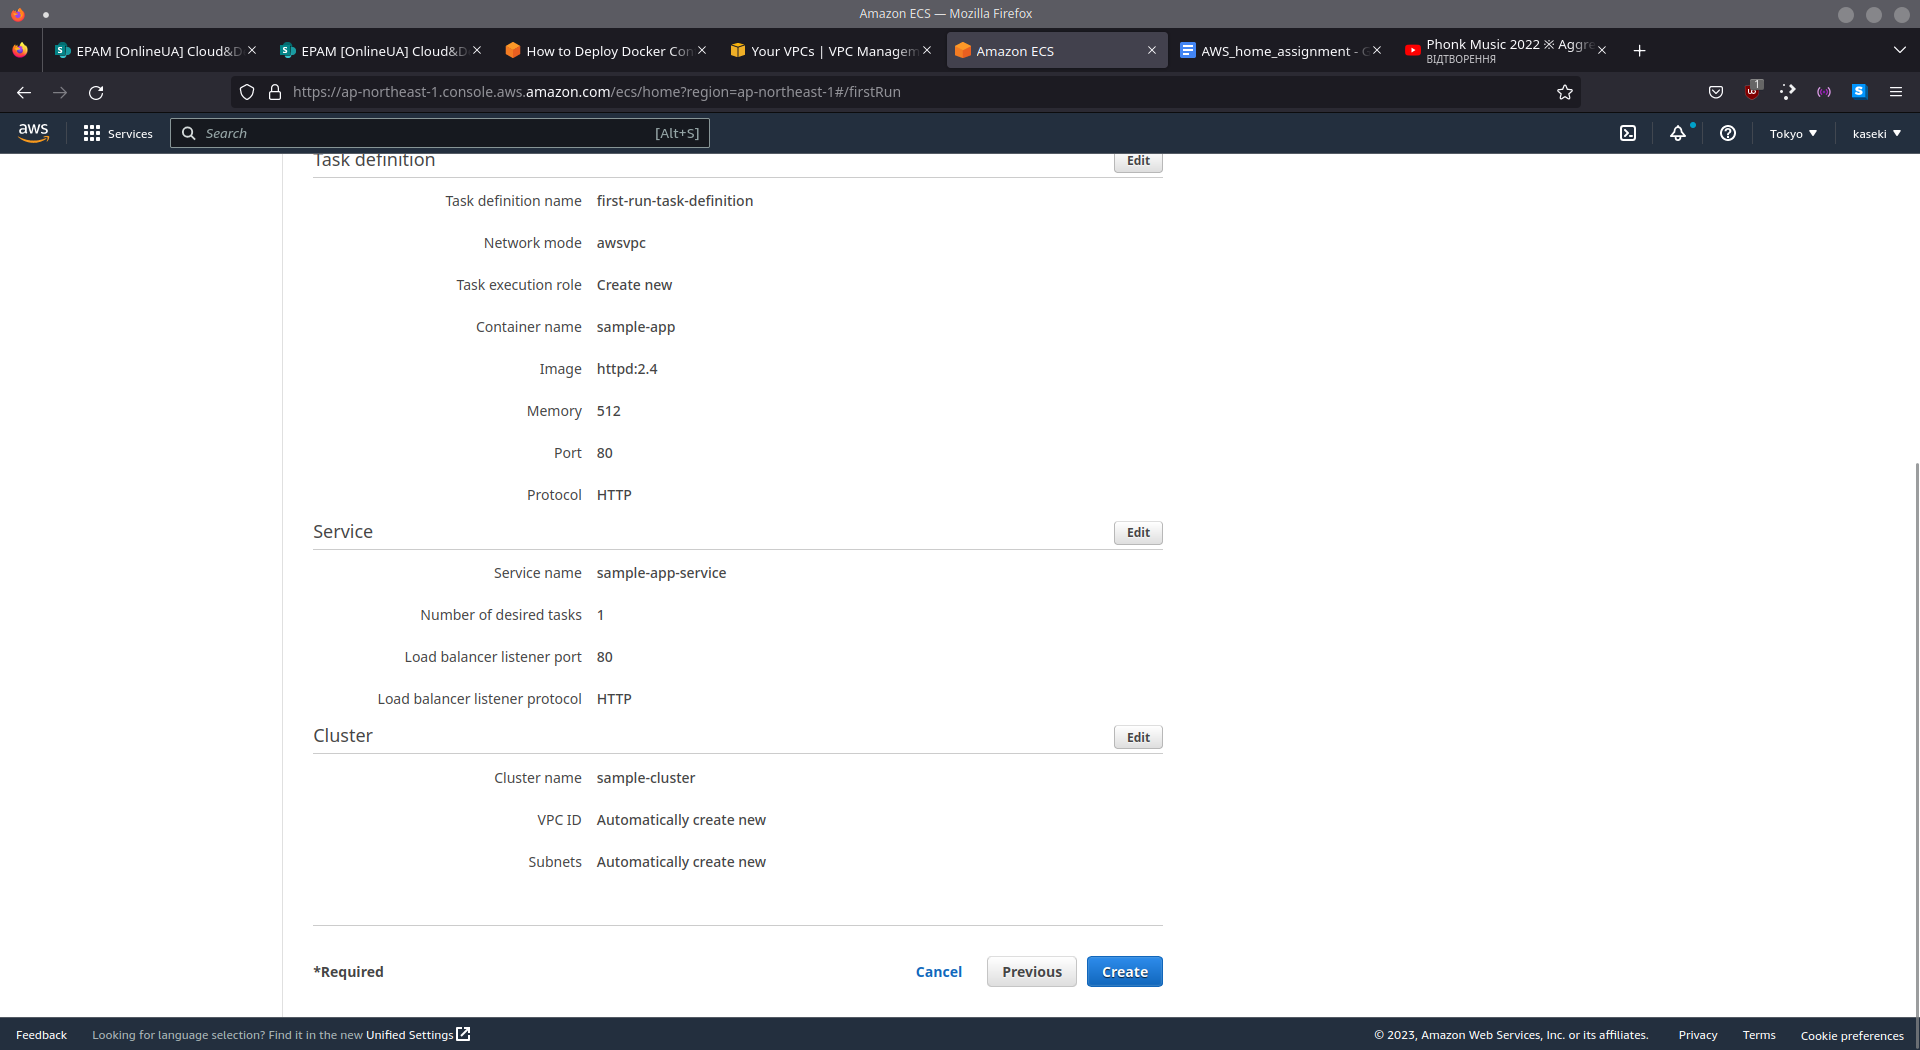 Amazon ECS — Mozilla Firefox
EPAM [OnlineUA] Cloud&D
EPAM [OnlineUA] Cloud&D
How to Deploy Docker Con
Your VPCs | VPC Managem
Amazon ECS
AWS_home_assignment - G
Phonk Music 2022 ※ Aggre
ВІДТВОРЕННЯ
https://ap-northeast-1.console.aws.amazon.com/ecs/home?region=ap-northeast-1#/firstRun
1
S
aws
Services
Search
[Alt+S]
Tokyo
kaseki
Task definition
Edit
Task definition name first-run-task-definition
Network mode awsvpc
Task execution role Create new
Container name sample-app
Image httpd:2.4
Memory 512
Port 80
Protocol HTTP
Service
Edit
Service name sample-app-service
Number of desired tasks 1
Load balancer listener port 80
Load balancer listener protocol HTTP
Cluster
Edit
Cluster name sample-cluster
VPC ID Automatically create new
Subnets Automatically create new
*Required
Cancel
Previous
Create
Feedback
Looking for language selection? Find it in the new Unified Settings
© 2023, Amazon Web Services, Inc. or its affiliates.
Privacy
Terms
Cookie preferences